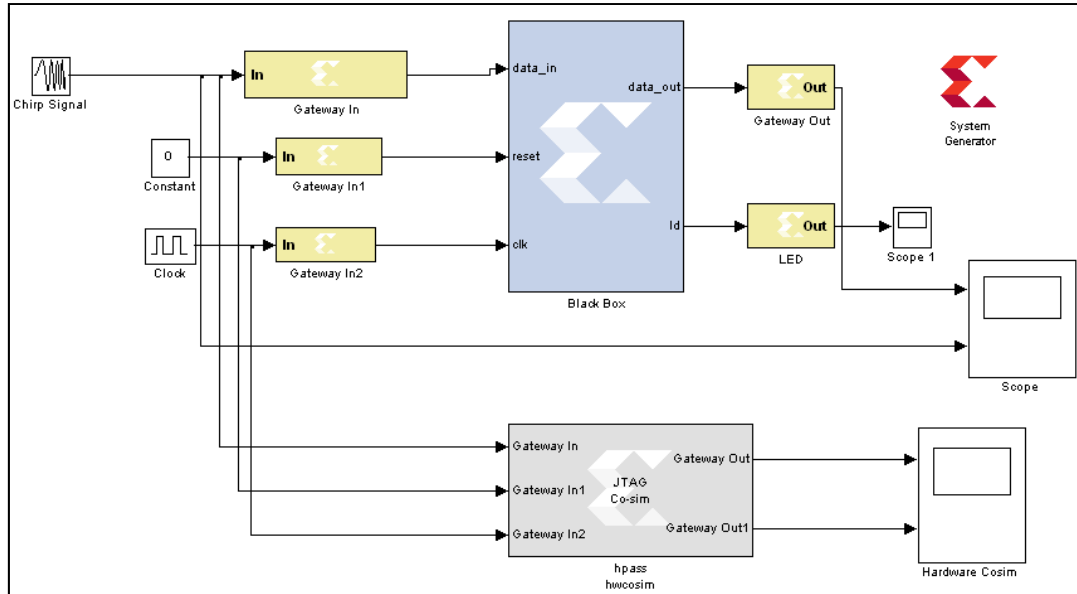 Chirp Signal
In
Gateway In
data_in
data_out
Out
Gateway Out
System
Generator
0
Constant
In
Gateway In1
reset
Clock
In
Gateway In2
clk
ld
Black Box
Out
LED
Scope 1
Scope
Gateway In
Gateway In1
Gateway In2
JTAG
Co-sim
Gateway Out
Gateway Out1
hpass
hwcosim
Hardware Cosim